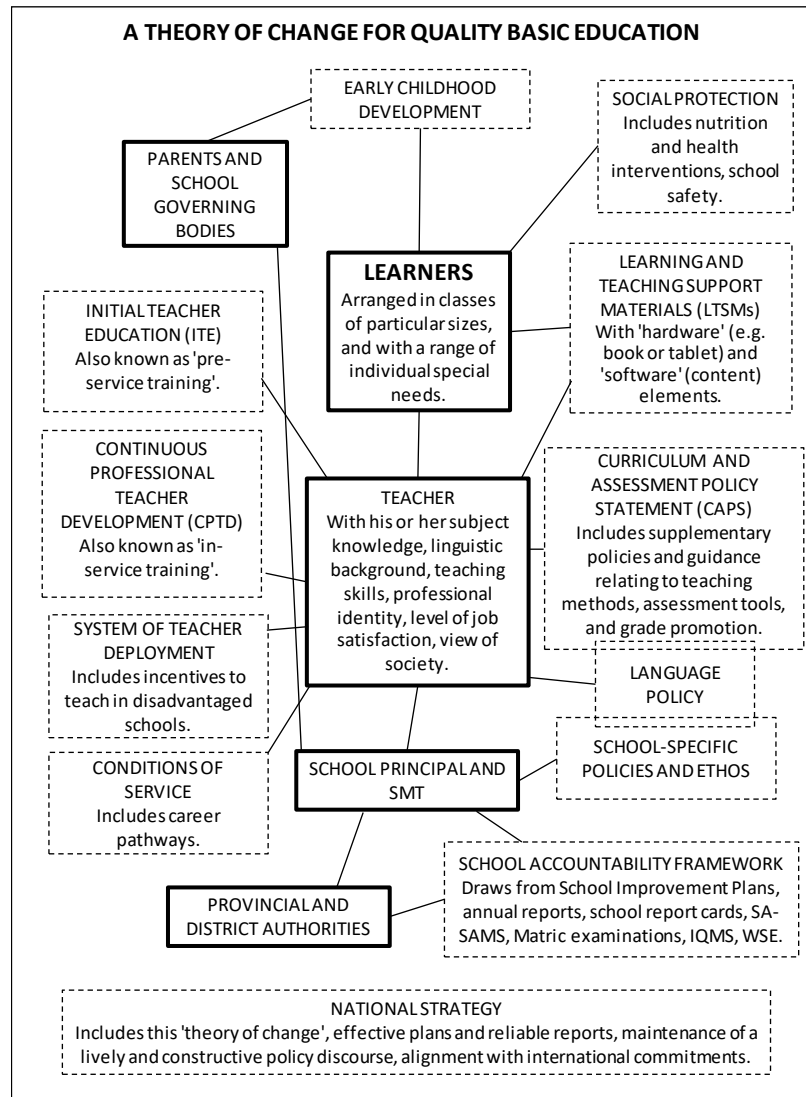 A THEORY OF CHANGE FOR QUALITY BASIC EDUCATION
EARLY CHILDHOOD
DEVELOPMENT
SOCIAL PROTECTION
Includes nutrition
and health
interventions, school
safety.
PARENTS AND
SCHOOL
GOVERNING
BODIES
LEARNERS
Arranged in classes
of particular sizes,
and with a range of
individual special
needs.
LEARNING AND
TEACHING SUPPORT
MATERIALS (LTSMs)
With 'hardware' (e.g.
book or tablet) and
'software' (content)
elements.
INITIAL TEACHER
EDUCATION (ITE)
Also known as 'pre-
service training'.
CONTINUOUS
PROFESSIONAL
TEACHER
DEVELOPMENT (CPTD)
Also known as 'in-
service training'.
TEACHER
With his or her subject
knowledge, linguistic
background, teaching
skills, professional
identity, level of job
satisfaction, view of
society.
CURRICULUM AND
ASSESSMENT POLICY
STATEMENT (CAPS)
Includes supplementary
policies and guidance
relating to teaching
methods, assessment tools,
and grade promotion.
SYSTEM OF TEACHER
DEPLOYMENT
Includes incentives to
teach in disadvantaged
schools.
LANGUAGE
POLICY
SCHOOL-SPECIFIC
POLICIES AND ETHOS
CONDITIONS OF
SERVICE
Includes career
pathways.
SCHOOL PRINCIPAL AND
SMT
SCHOOL ACCOUNTABILITY FRAMEWORK
Draws from School Improvement Plans,
annual reports, school report cards, SA-
SAMS, Matric examinations, IQMS, WSE.
PROVINCIAL AND
DISTRICT AUTHORITIES
NATIONAL STRATEGY
Includes this 'theory of change', effective plans and reliable reports, maintenance of a
lively and constructive policy discourse, alignment with international commitments.